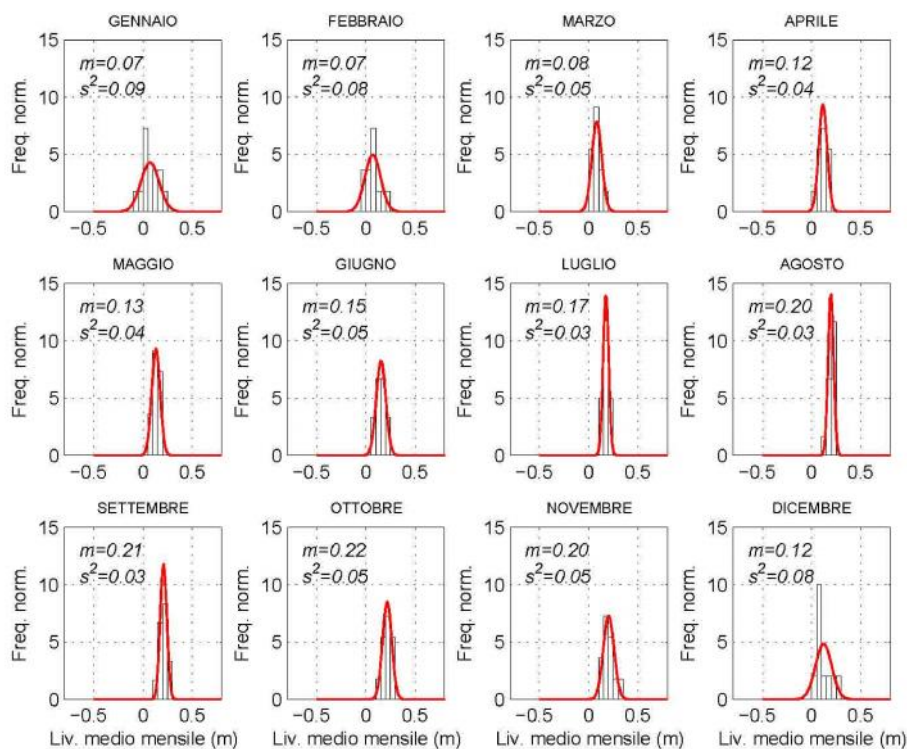 GENNAIO
15
10
5
0
Freq. norm.
m=0.07
s²=0.09
−0.5 0 0.5
FEBBRAIO
15
10
5
0
Freq. norm.
m=0.07
s²=0.08
−0.5 0 0.5
MARZO
15
10
5
0
Freq. norm.
m=0.08
s²=0.05
−0.5 0 0.5
APRILE
15
10
5
0
Freq. norm.
m=0.12
s²=0.04
−0.5 0 0.5
MAGGIO
15
10
5
0
Freq. norm.
m=0.13
s²=0.04
−0.5 0 0.5
GIUGNO
15
10
5
0
Freq. norm.
m=0.15
s²=0.05
−0.5 0 0.5
LUGLIO
15
10
5
0
Freq. norm.
m=0.17
s²=0.03
−0.5 0 0.5
AGOSTO
15
10
5
0
Freq. norm.
m=0.20
s²=0.03
−0.5 0 0.5
SETTEMBRE
15
10
5
0
Freq. norm.
m=0.21
s²=0.03
−0.5 0 0.5
Liv. medio mensile (m)
OTTOBRE
15
10
5
0
Freq. norm.
m=0.22
s²=0.05
−0.5 0 0.5
Liv. medio mensile (m)
NOVEMBRE
15
10
5
0
Freq. norm.
m=0.20
s²=0.05
−0.5 0 0.5
Liv. medio mensile (m)
DICEMBRE
15
10
5
0
Freq. norm.
m=0.12
s²=0.08
−0.5 0 0.5
Liv. medio mensile (m)